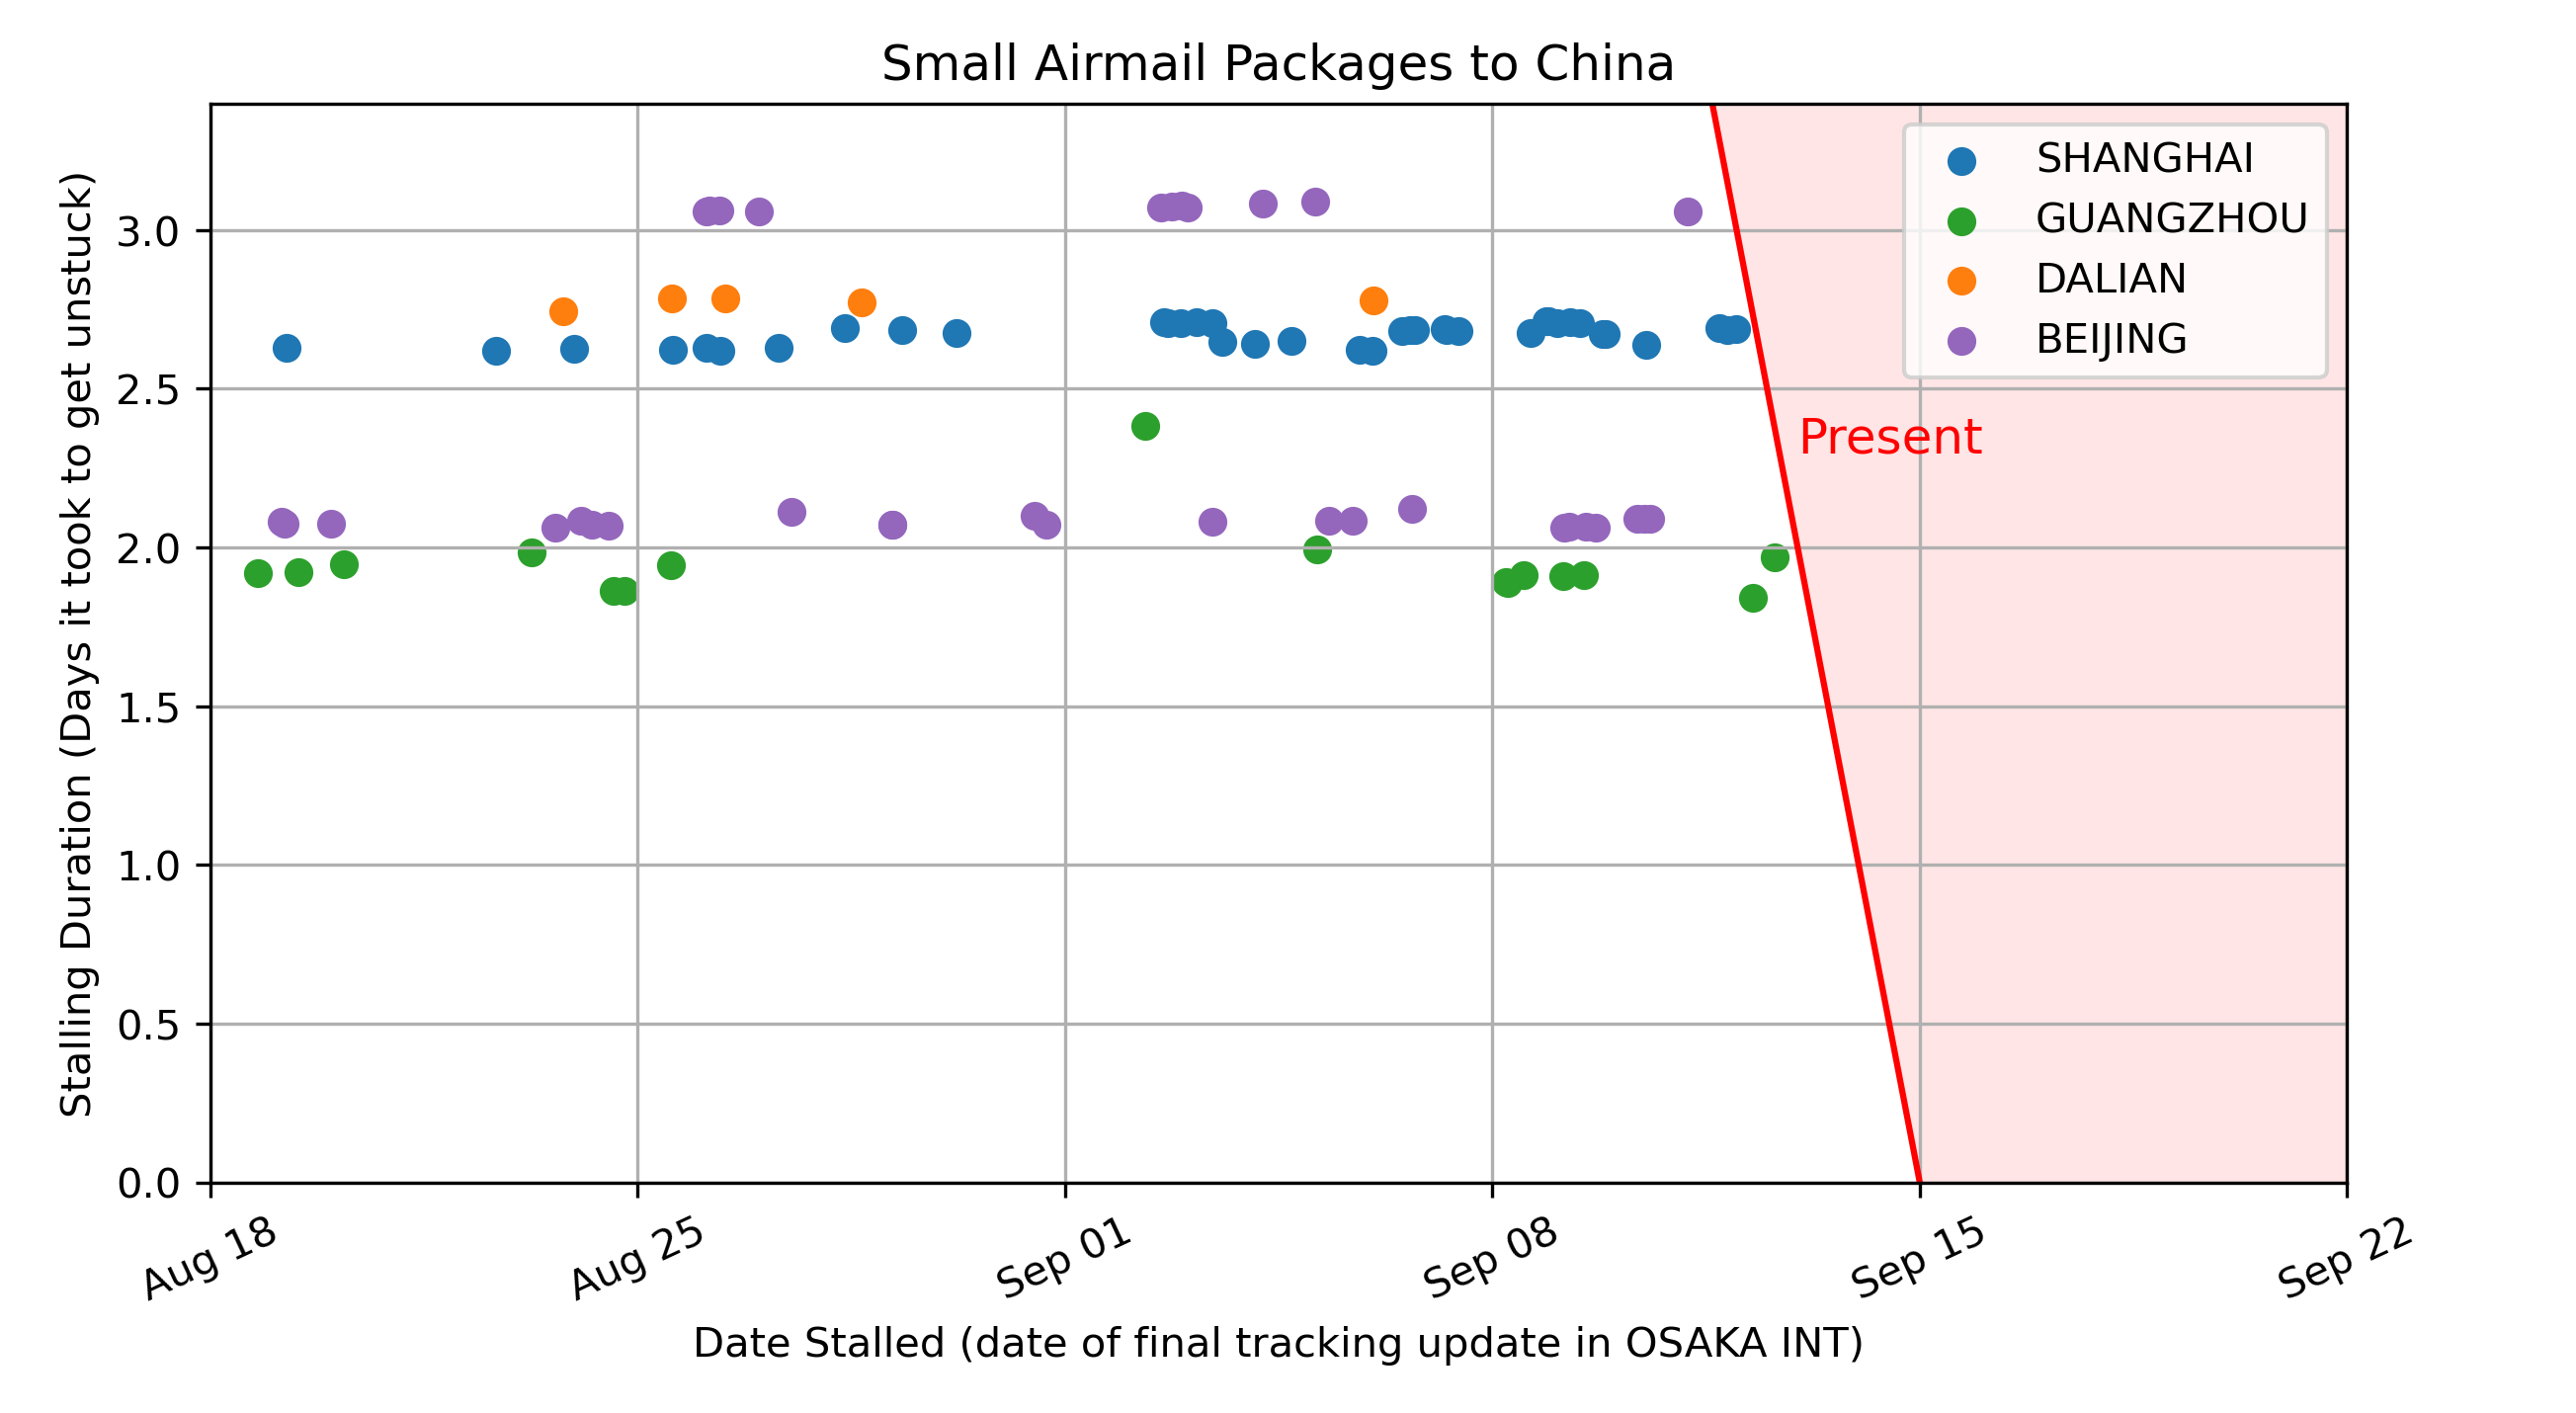 Small Airmail Packages to China
Stalling Duration (Days it took to get unstuck)
3.0
2.5
2.0
1.5
1.0
0.5
0.0
SHANGHAI
GUANGZHOU
DALIAN
BEIJING
Present
Aug 18
Aug 25
Sep 01
Sep 08
Sep 15
Sep 22
Date Stalled (date of final tracking update in OSAKA INT)